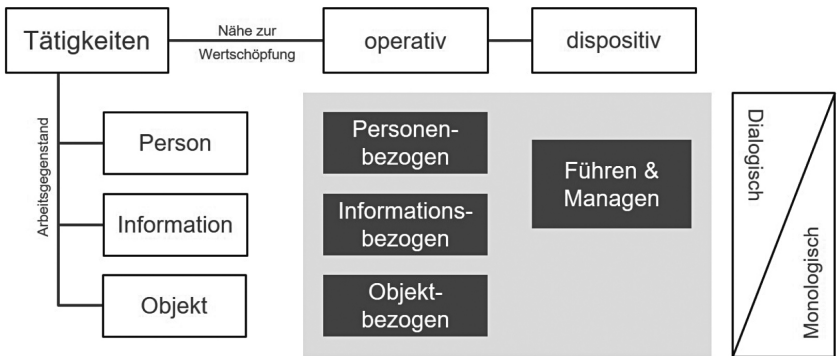 Tätigkeiten
Nähe zur
Wertschöpfung
operativ
dispositiv
Arbeitsgegenstand
Person
Information
Objekt
Personen-
bezogen
Informations-
bezogen
Objekt-
bezogen
Führen &
Managen
Dialogisch
Monologisch